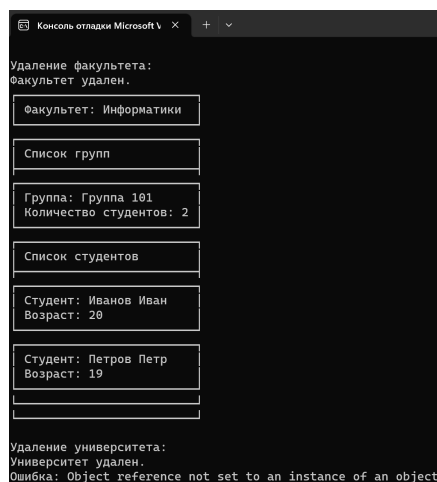 Консоль отладки Microsoft V
Удаление факультета:
Факультет удален.
Факультет: Информатики
Список групп
Группа: Группа 101
Количество студентов: 2
Список студентов
Студент: Иванов Иван
Возраст: 20
Студент: Петров Петр
Возраст: 19
Удаление университета:
Университет удален.
Ошибка: Object reference not set to an instance of an object